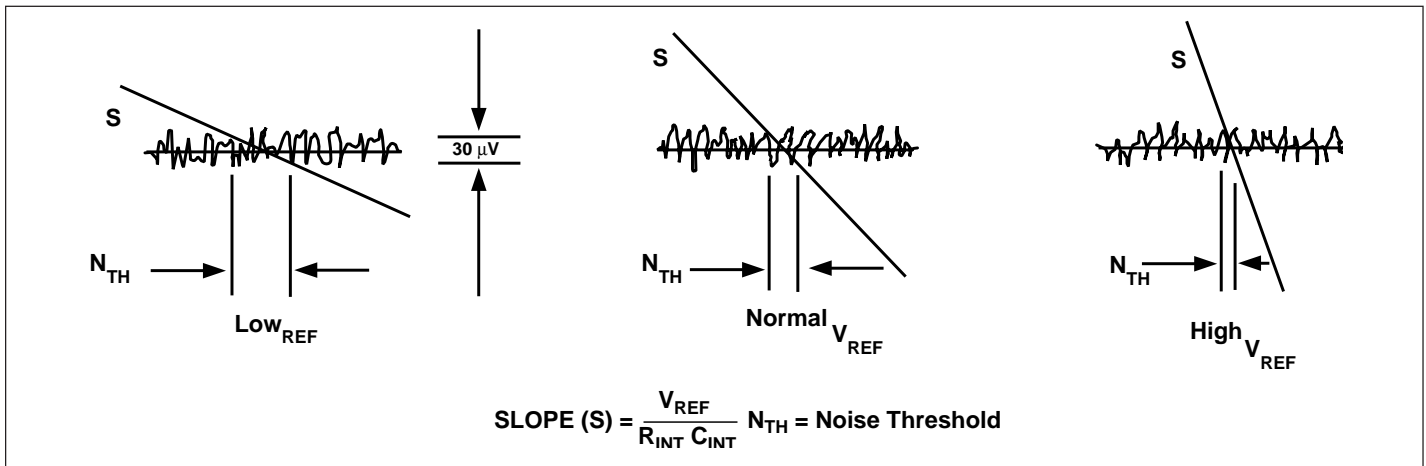 S
30 µV
N_TH
Low_REF
S
N_TH
Normal V_REF
S
N_TH
High V_REF
SLOPE (S) = V_REF / R_INT C_INT N_TH = Noise Threshold